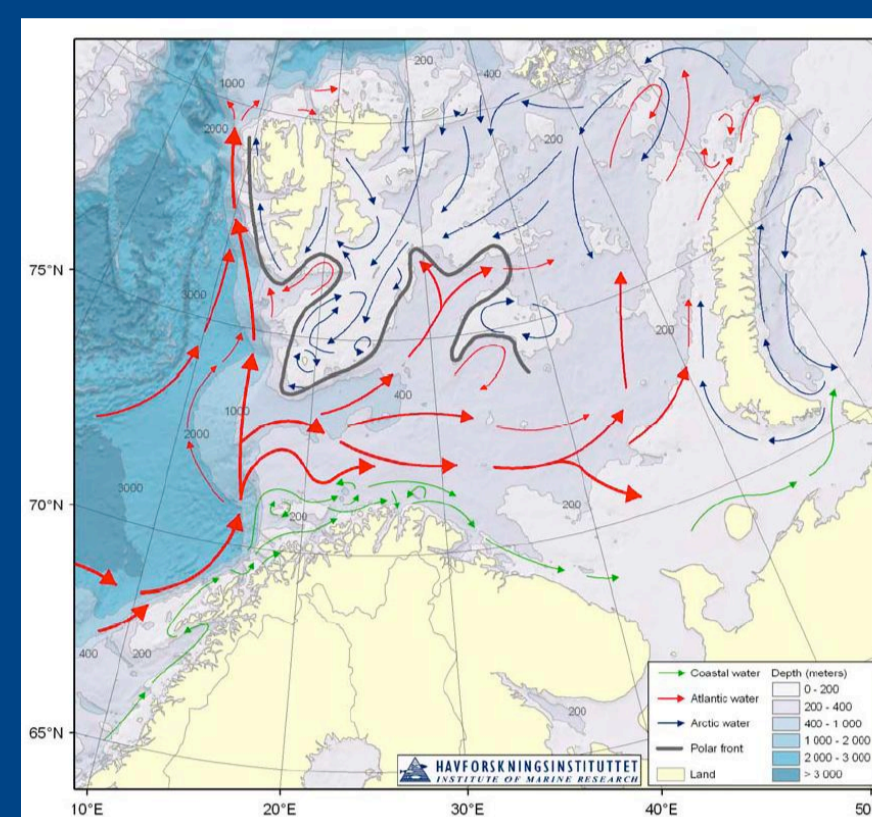 1000
200
400
2000
200
75°N
3000
200
400
1000
2000
3000
70°N
200
200
400
200
200
65°N
Coastal water
Atlantic water
Arctic water
Polar front
Land
Depth (meters)
0 - 200
200 - 400
400 - 1 000
1 000 - 2 000
2 000 - 3 000
> 3 000
HAVFORSKNINGSINSTITUTTET
INSTITUTE OF MARINE RESEARCH
10°E
20°E
30°E
40°E
50